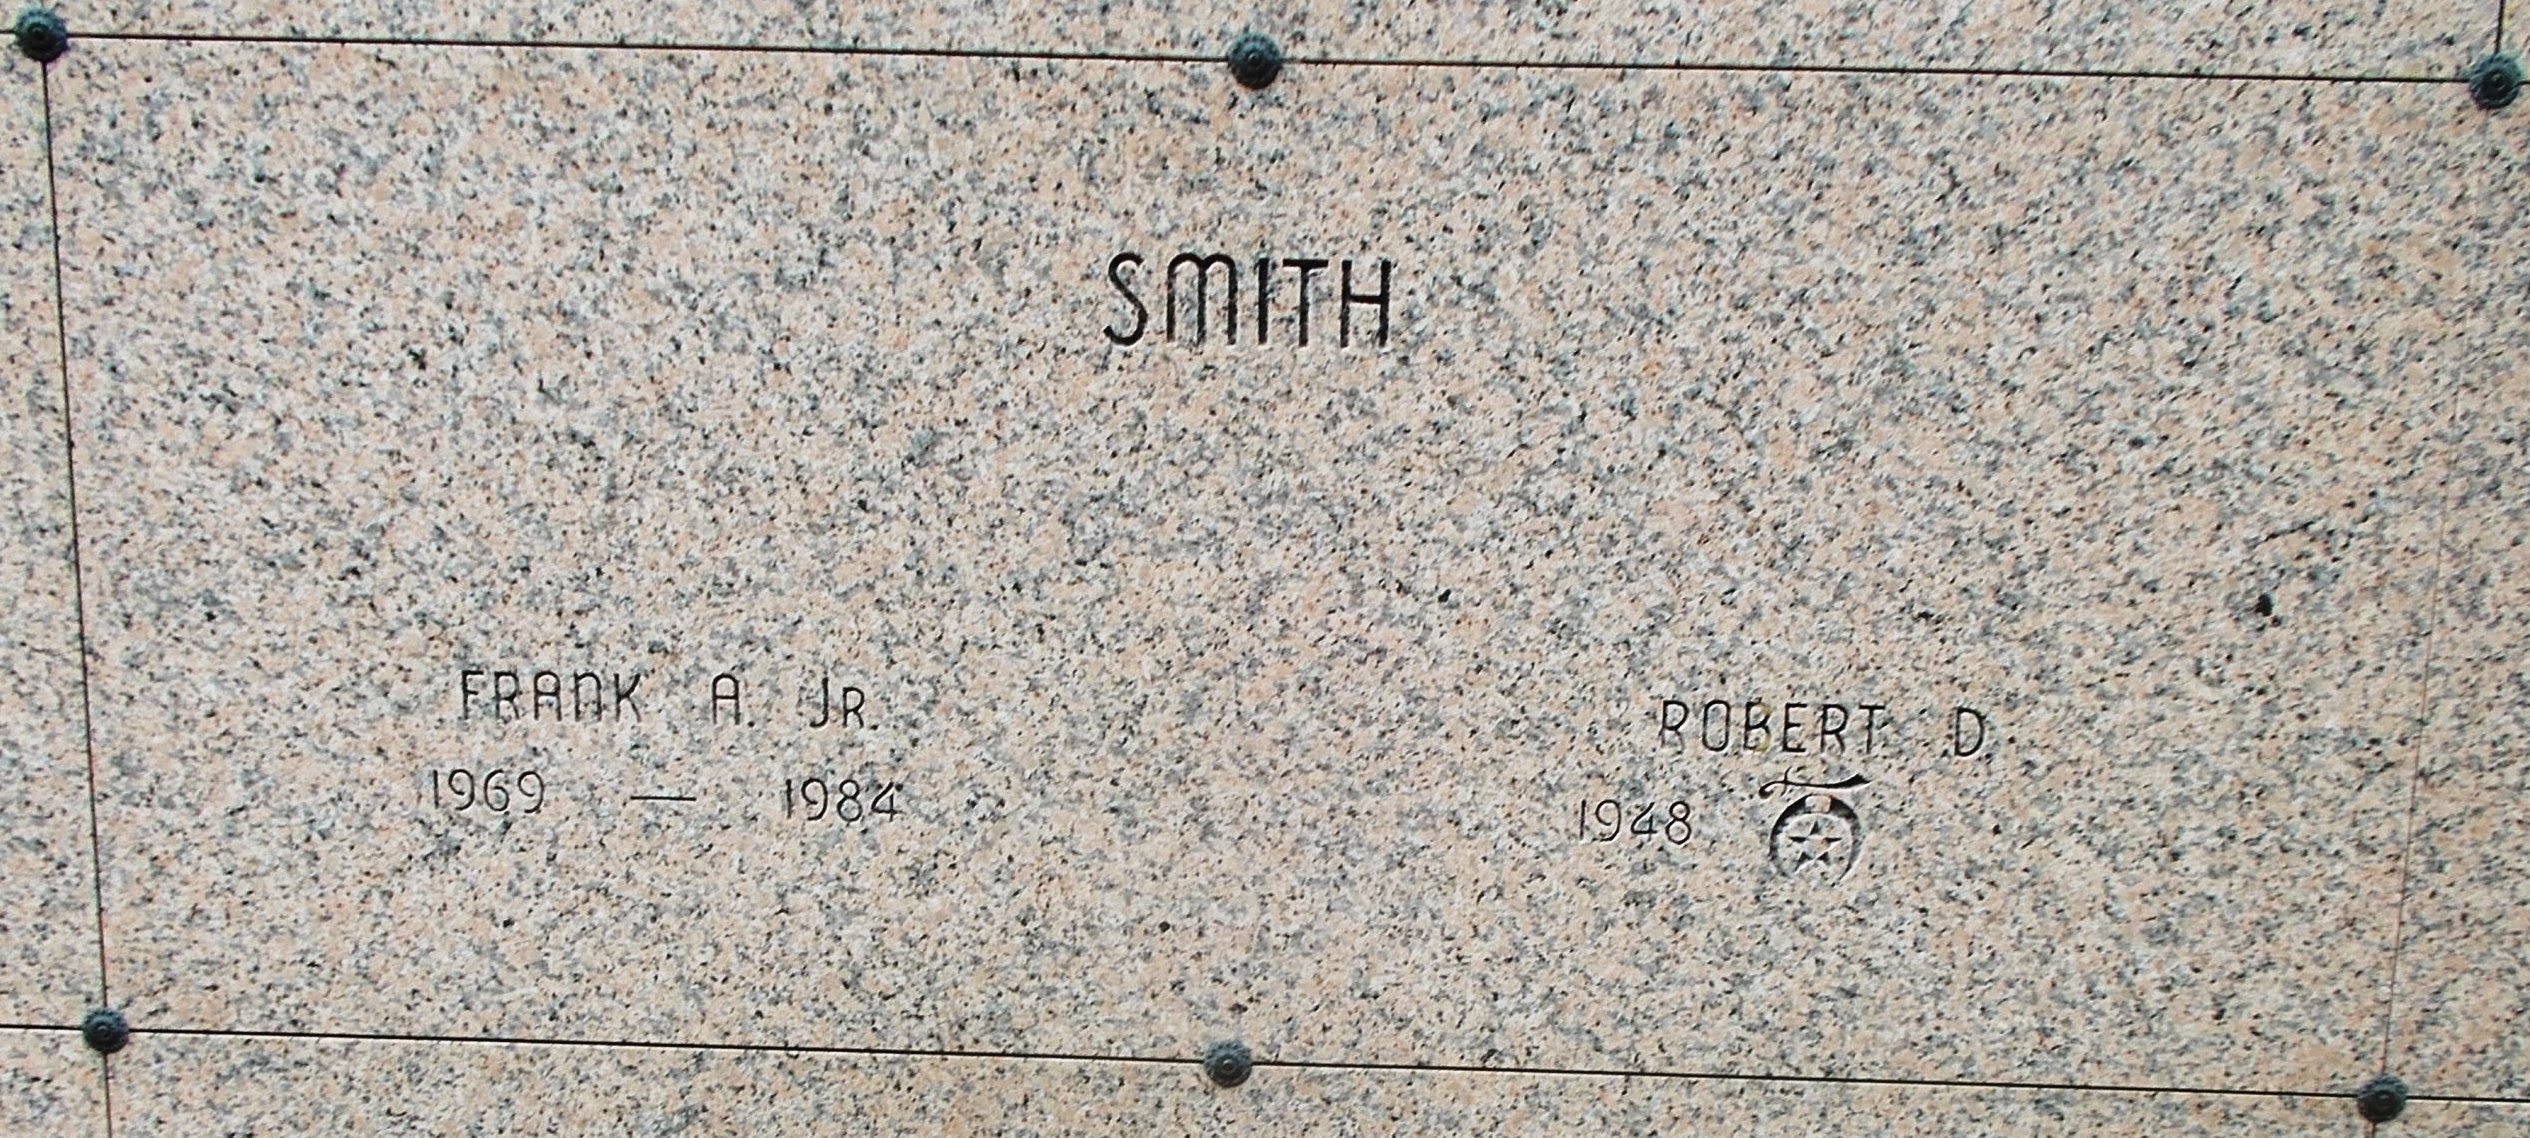 SMITH
FRANK A. JR.
1969 — 1984
ROBERT D.
1948